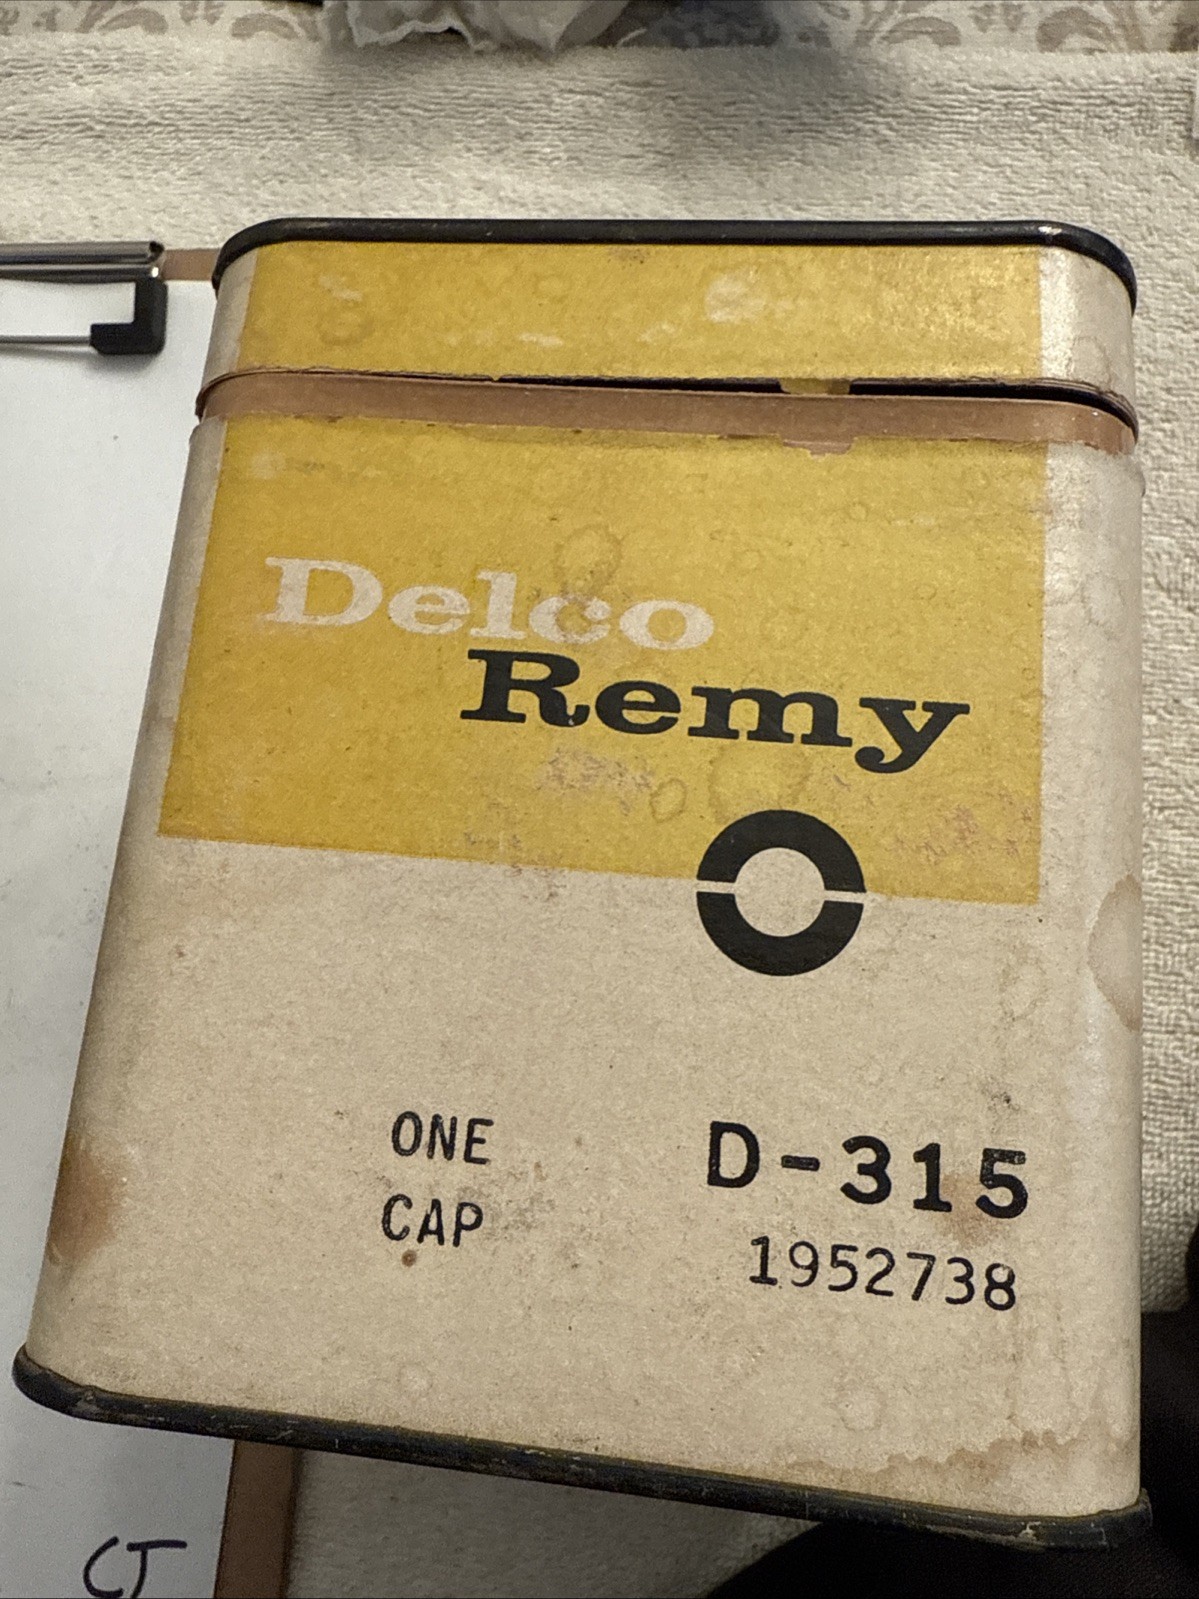 Delco
Remy
ONE
CAP
D-315
1952738
CJ